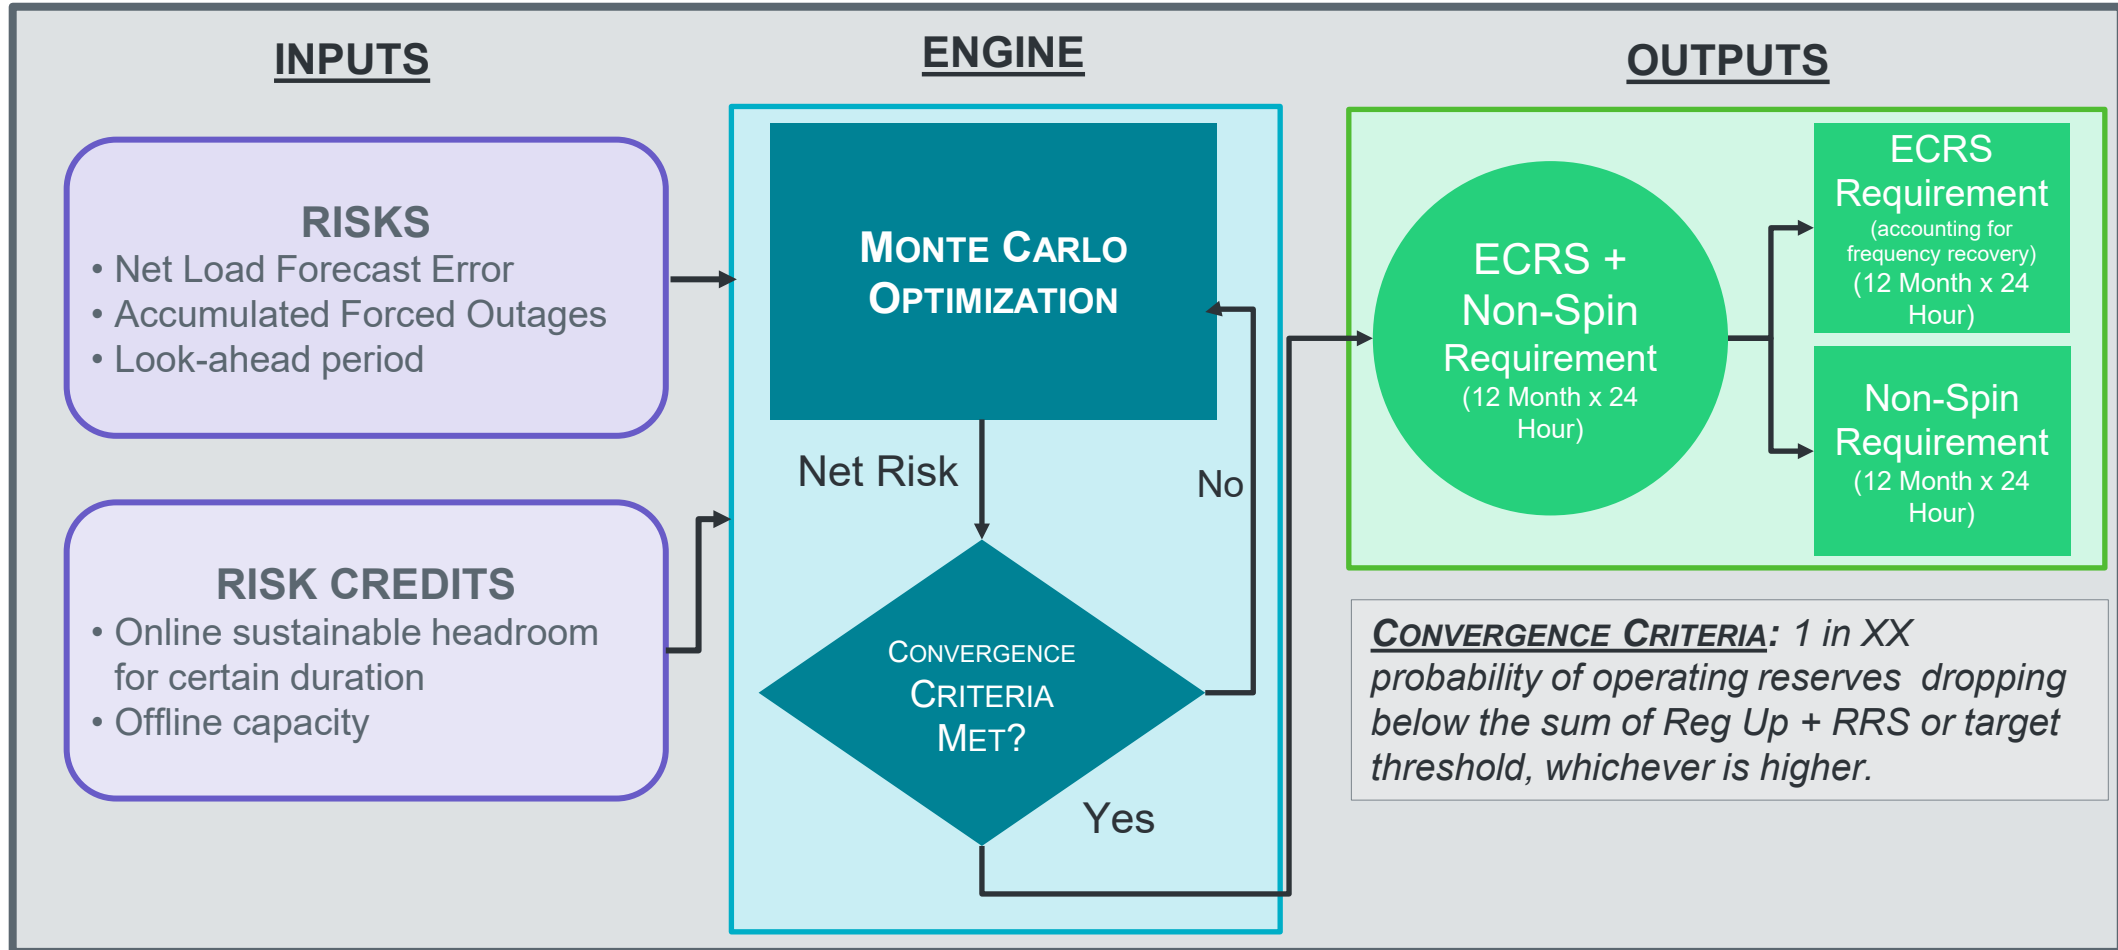 INPUTS
RISKS
• Net Load Forecast Error
• Accumulated Forced Outages
• Look-ahead period
RISK CREDITS
• Online sustainable headroom
for certain duration
• Offline capacity
ENGINE
MONTE CARLO
OPTIMIZATION
Net Risk
No
CONVERGENCE
CRITERIA
MET?
Yes
OUTPUTS
ECRS +
Non-Spin
Requirement
(12 Month x 24
Hour)
ECRS
Requirement
(accounting for
frequency recovery)
(12 Month x 24
Hour)
Non-Spin
Requirement
(12 Month x 24
Hour)
CONVERGENCE CRITERIA: 1 in XX
probability of operating reserves dropping
below the sum of Reg Up + RRS or target
threshold, whichever is higher.